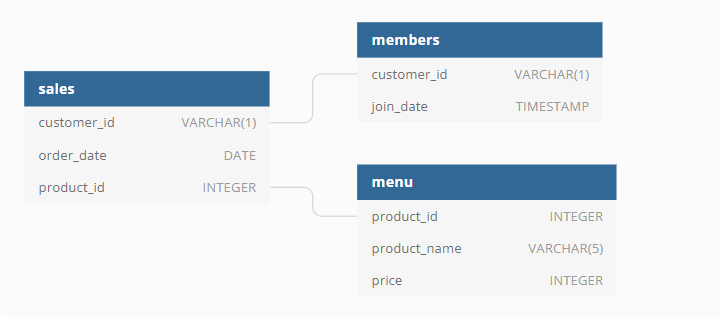 sales
customer_id VARCHAR(1)
order_date DATE
product_id INTEGER
members
customer_id VARCHAR(1)
join_date TIMESTAMP
menu
product_id INTEGER
product_name VARCHAR(5)
price INTEGER